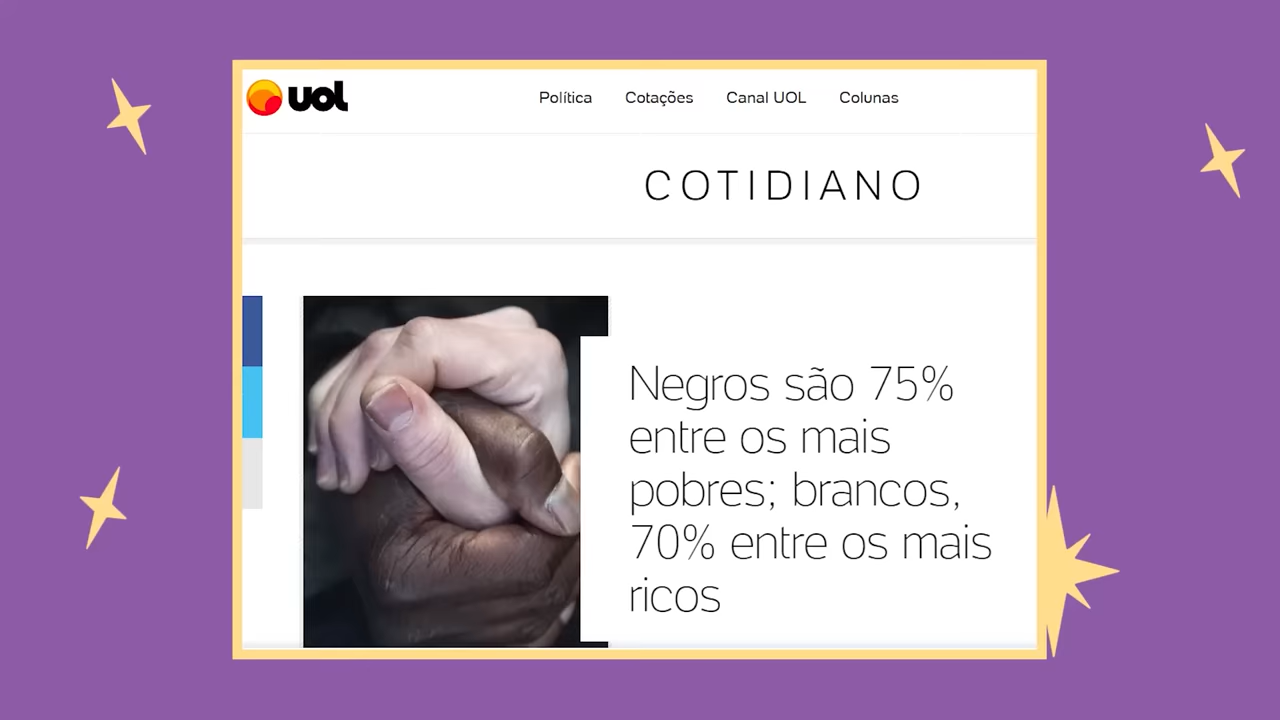 uol
Política Cotações Canal UOL Colunas
COTIDIANO
Negros são 75%
entre os mais
pobres; brancos,
70% entre os mais
ricos